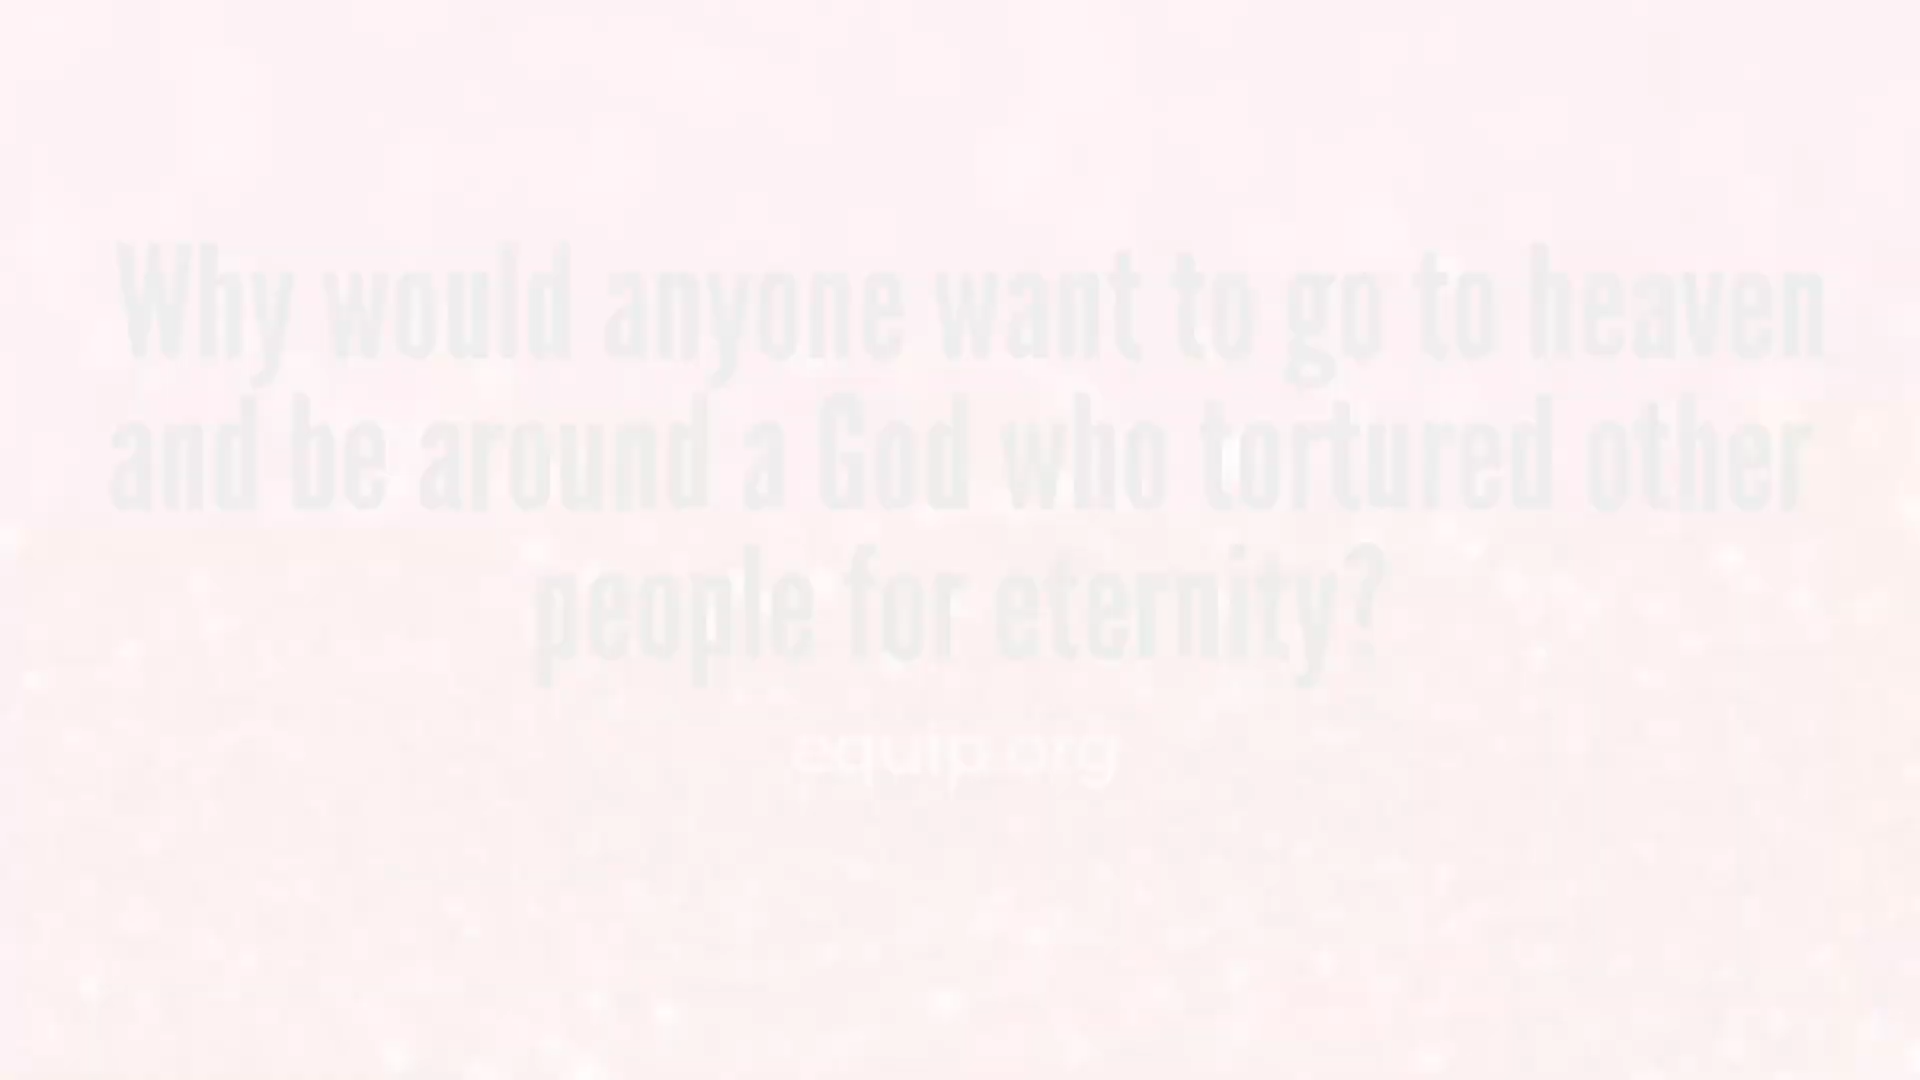 Why would anyone want to go to heaven
and be around a God who tortured other
people for eternity?
equip.org